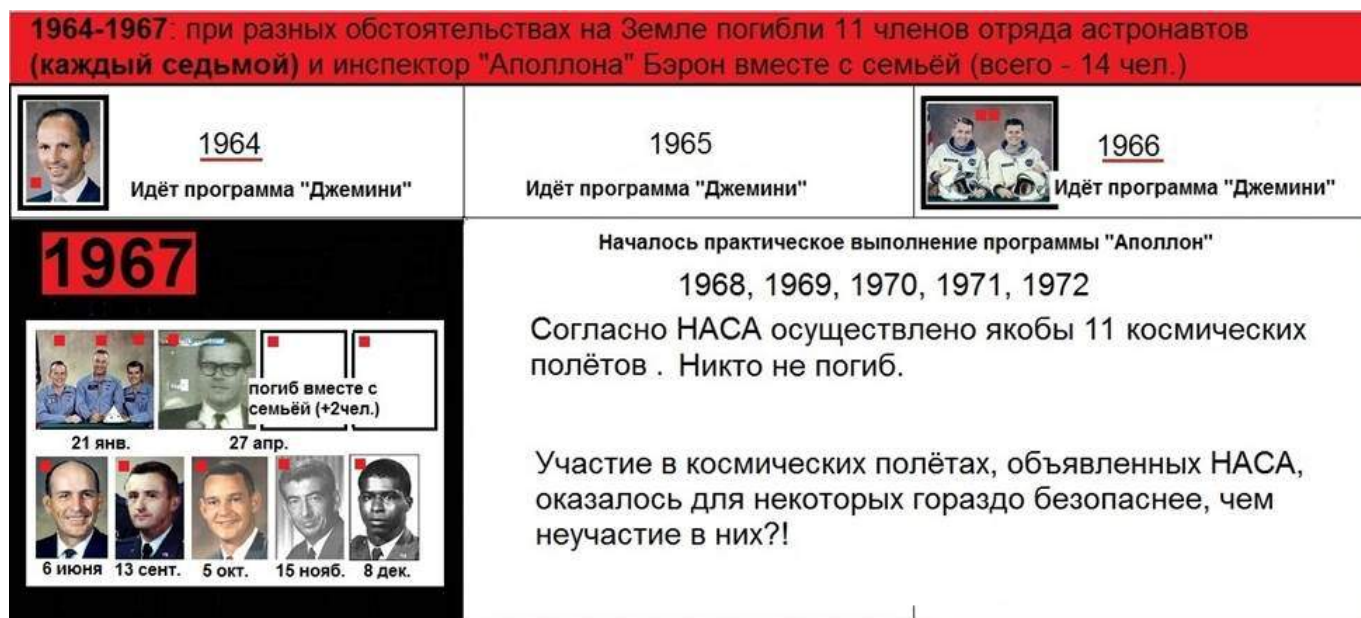 1964-1967: при разных обстоятельствах на Земле погибли 11 членов отряда астронавтов
(каждый седьмой) и инспектор "Аполлона" Бэрон вместе с семьёй (всего - 14 чел.)
1964
Идёт программа "Джемини"
1965
Идёт программа "Джемини"
1966
Идёт программа "Джемини"
1967
погиб вместе с
семьёй (+2чел.)
21 янв.
27 апр.
6 июня
13 сент.
5 окт.
15 нояб.
8 дек.
Началось практическое выполнение программы "Аполлон"
1968, 1969, 1970, 1971, 1972
Согласно НАСА осуществлено якобы 11 космических
полётов . Никто не погиб.
Участие в космических полётах, объявленных НАСА,
оказалось для некоторых гораздо безопаснее, чем
неучастие в них?!